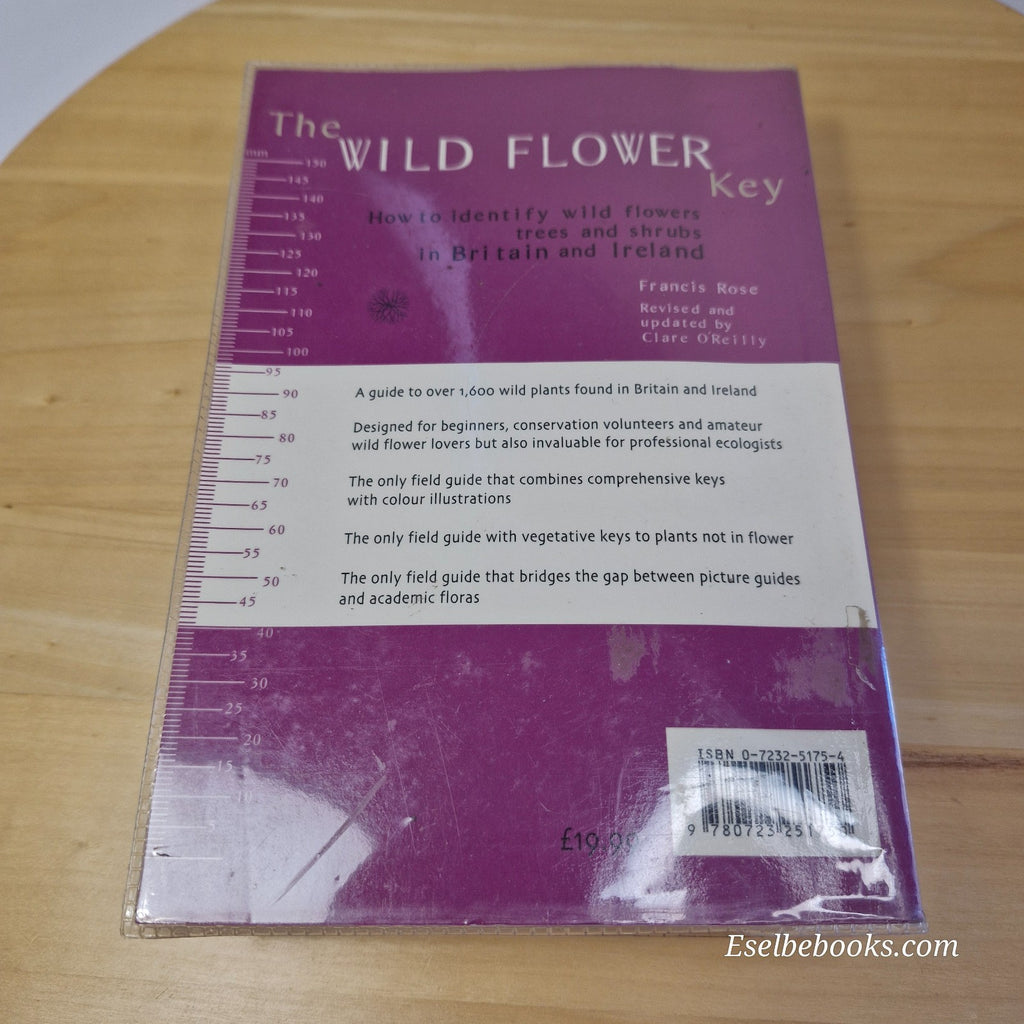 The
WILD FLOWER
Key
How to identify wild flowers
trees and shrubs
in Britain and Ireland
Francis Rose
Revised and
updated by
Clare O'Reilly
mm
150
145
140
135
130
125
120
115
110
105
100
95
90
85
80
75
70
65
60
55
50
45
40
35
30
25
20
15
10
A guide to over 1,600 wild plants found in Britain and Ireland
Designed for beginners, conservation volunteers and amateur
wild flower lovers but also invaluable for professional ecologists
The only field guide that combines comprehensive keys
with colour illustrations
The only field guide with vegetative keys to plants not in flower
The only field guide that bridges the gap between picture guides
and academic floras
ISBN 0-7232-5175-4
9 780723 251
£19.99
Eselbebooks.com